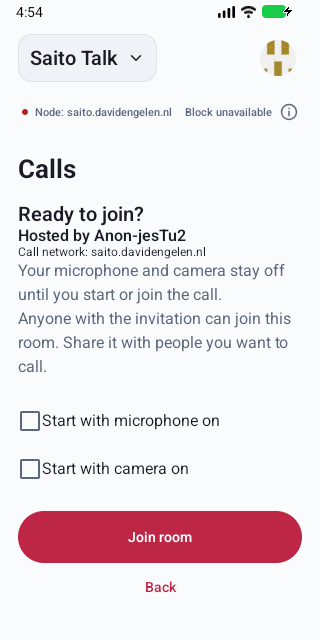 4:54
Saito Talk
Node: saito.davidengelen.nl
Block unavailable
Calls
Ready to join?
Hosted by Anon-jesTu2
Call network: saito.davidengelen.nl
Your microphone and camera stay off
until you start or join the call.
Anyone with the invitation can join this
room. Share it with people you want to
call.
Start with microphone on
Start with camera on
Join room
Back